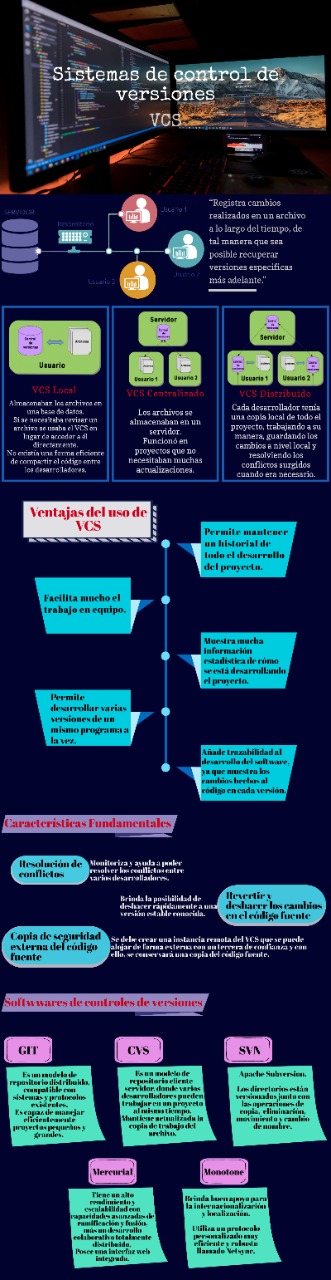 Sistemas de control de
versiones
VCS
SERVIDOR
Repositorio
Usuario 1
Usuario 2
"Registra cambios
realizados en un archivo
a lo largo del tiempo, de
tal manera que sea
posible recuperar
versiones específicas
más adelante."
Usuario
Servidor
Usuario 1
Usuario 2
Servidor
Usuario 1
Usuario 2
VCS Local
Almacenaban los archivos en
una base de datos.
Si se necesitaba revisar un
archivo se usaba el VCS en
lugar de acceder a él
directamente.
No existía una forma eficiente
de compartir el código entre
los desarrolladores.
VCS Centralizado
Los archivos se
almacenaban en un
servidor.
Funcionó en
proyectos que no
necesitaban muchas
actualizaciones.
VCS Distribuido
Cada desarrollador tenía
una copia local de todo el
proyecto, trabajando a su
manera, guardando los
cambios a nivel local y
resolviendo los
conflictos surgidos
cuando era necesario.
Ventajas del uso de
VCS
Permite mantener
un historial de
todo el desarrollo
del proyecto.
Facilita mucho el
trabajo en equipo.
Muestra mucha
información
estadística de cómo
se está desarrollando
el proyecto.
Permite
desarrollar varias
versiones de un
mismo programa a
la vez.
Añade trazabilidad al
desarrollo del software,
ya que muestra los
cambios hechos al
código en cada versión.
Características Fundamentales
Resolución de
conflictos
Monitoriza y ayuda a poder
resolver los conflictos entre
varios desarrolladores.
Brinda la posibilidad de
deshacer rápidamente a una
versión estable conocida.
Revertir y
deshacer los cambios
en el código fuente
Copia de seguridad
externa del código
fuente
Se debe crear una instancia remota del VCS que se puede
alojar de forma externa con un tercera de confianza y con
ello, se conservará una copia del código fuente.
Softwares de controles de versiones
GIT
Es un modelo de
repositorio distribuido,
compatible con
sistemas y protocolos
existentes.
Es capaz de manejar
eficientemente
proyectos pequeños y
grandes.
CVS
Es un modelo de
repositorio cliente
servidor, donde varios
desarrolladores pueden
trabajar en un proyecto
al mismo tiempo.
Mantiene actualizada la
copia de trabajo del
archivo.
SVN
Apache Subversion.
Los directorios están
versionados junto con
las operaciones de
copia, eliminación,
movimiento y cambio
de nombre.
Mercurial
Tiene un alto
rendimiento y
escalabilidad con
capacidades avanzadas de
ramificación y fusión,
más un desarrollo
colaborativo totalmente
distribuido.
Posee una interfaz web
integrada.
Monotone
Brinda buen apoyo para
la internacionalización
y localización.
Utiliza un protocolo
personalizado muy
eficiente y robusto
llamado Netsync.